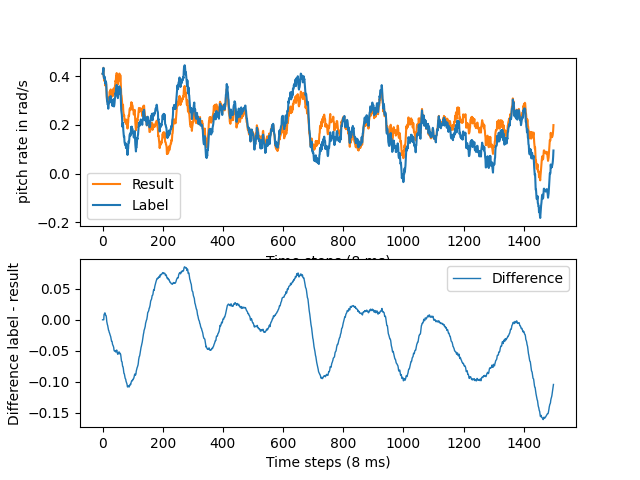 0.4
0.2
0.0
−0.2
pitch rate in rad/s
Result
Label
0 200 400 600 800 1000 1200 1400
Time steps (8 ms)
0.05
0.00
−0.05
−0.10
−0.15
Difference label - result
Difference
0 200 400 600 800 1000 1200 1400
Time steps (8 ms)